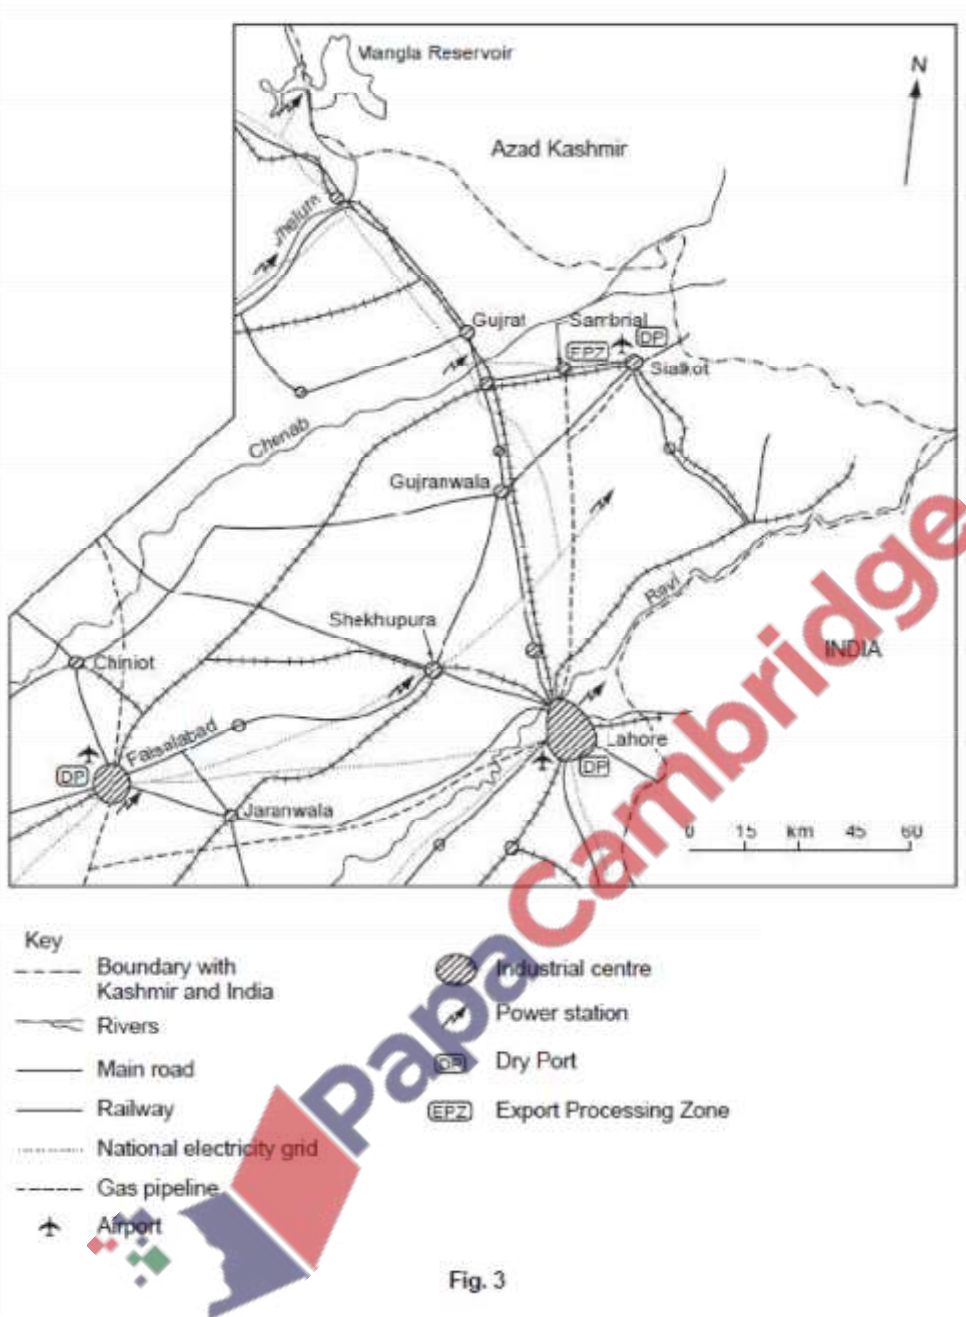 Mangla Reservoir
N
Azad Kashmir
Jhelum
Gujrat
Sambrial
DP
EPZ
Sialkot
Chenab
Gujranwala
Ravi
Shekhupura
INDIA
Chiniot
Faisalabad
Lahore
DP
DP
Jaranwala
0 15 km 45 60
Key
Boundary with
Kashmir and India
Rivers
Main road
Railway
National electricity grid
Gas pipeline
Airport
Industrial centre
Power station
DP Dry Port
EPZ Export Processing Zone
PapaCambridge
Fig. 3